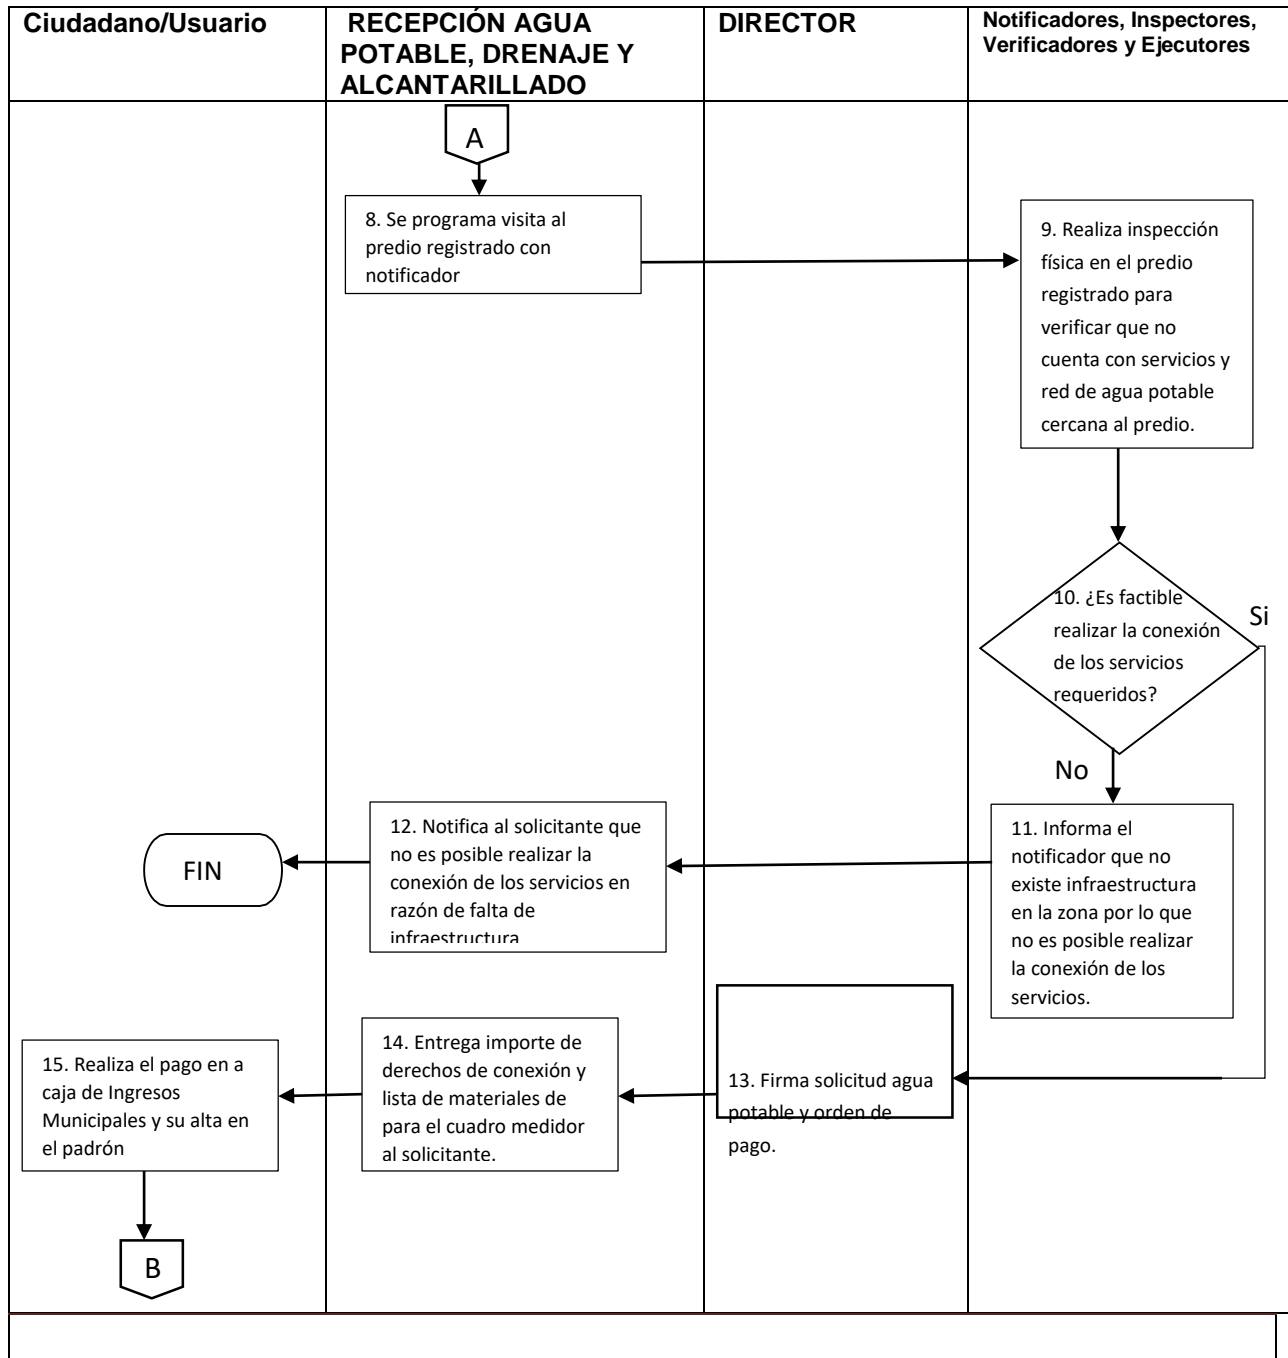 Ciudadano/Usuario
RECEPCIÓN AGUA
POTABLE, DRENAJE Y
ALCANTARILLADO
DIRECTOR
Notificadores, Inspectores,
Verificadores y Ejecutores
A
8. Se programa visita al
predio registrado con
notificador
9. Realiza inspección
física en el predio
registrado para
verificar que no
cuenta con servicios y
red de agua potable
cercana al predio.
10. ¿Es factible
realizar la conexión
de los servicios
requeridos?
Si
No
11. Informa el
notificador que no
existe infraestructura
en la zona por lo que
no es posible realizar
la conexión de los
servicios.
12. Notifica al solicitante que
no es posible realizar la
conexión de los servicios en
razón de falta de
infraestructura
FIN
13. Firma solicitud agua
potable y orden de
pago.
14. Entrega importe de
derechos de conexión y
lista de materiales de
para el cuadro medidor
al solicitante.
15. Realiza el pago en a
caja de Ingresos
Municipales y su alta en
el padrón
B